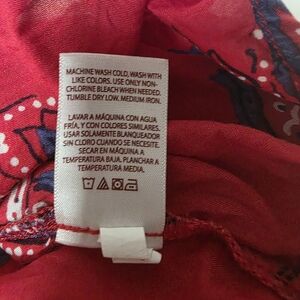 MACHINE WASH COLD, WASH WITH
LIKE COLORS. USE ONLY NON-
CHLORINE BLEACH WHEN NEEDED.
TUMBLE DRY LOW. MEDIUM IRON.
LAVAR A MÁQUINA CON AGUA
FRÍA, Y CON COLORES SIMILARES.
USAR SOLAMENTE BLANQUEADOR
SIN CLORO CUANDO SE NECESITE.
SECAR EN MÁQUINA A
TEMPERATURA BAJA. PLANCHAR A
TEMPERATURA MEDIA.